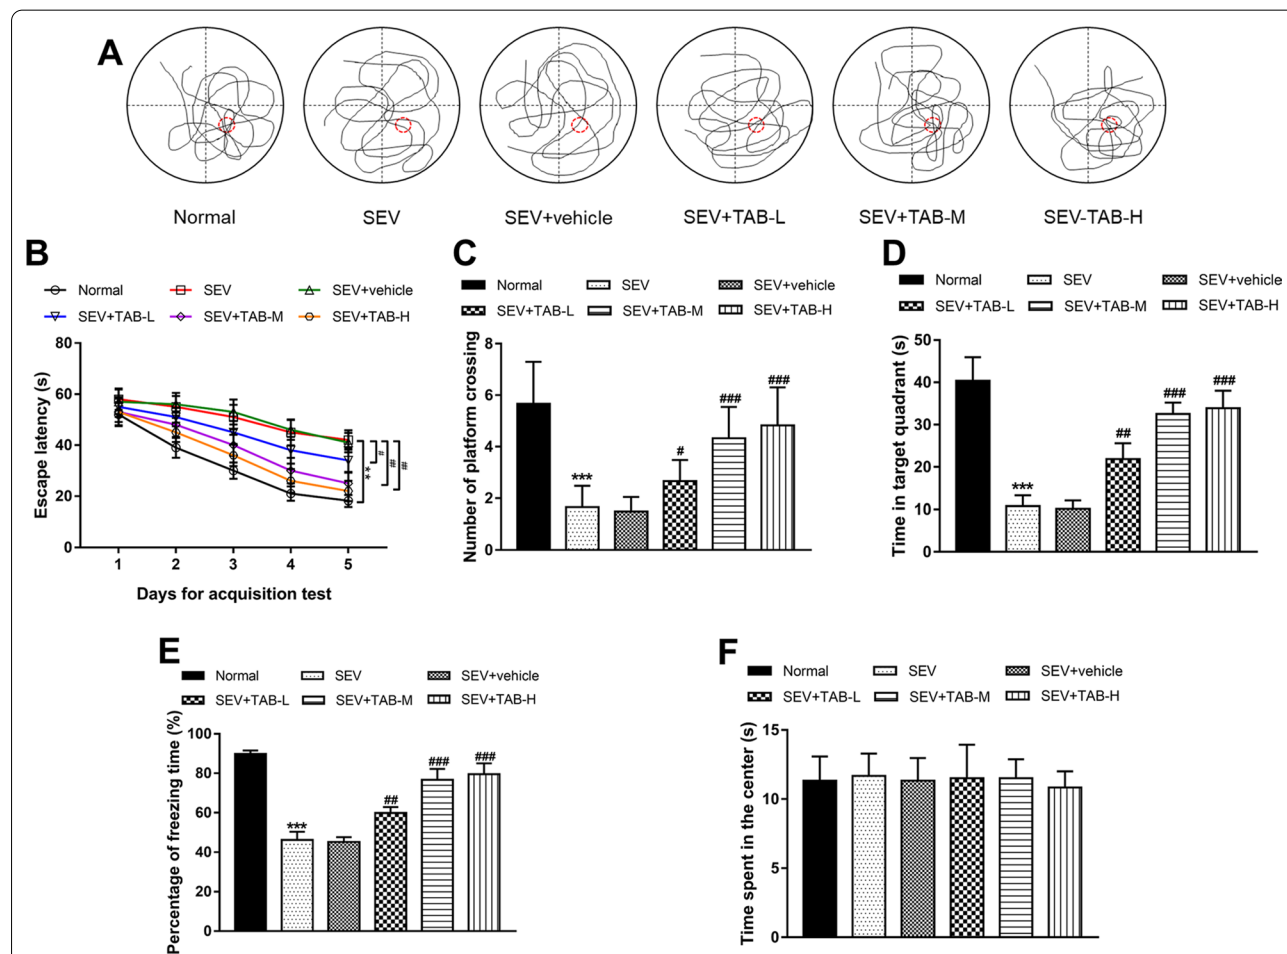 A
Normal
SEV
SEV+vehicle
SEV+TAB-L
SEV+TAB-M
SEV-TAB-H
B
Normal
SEV
SEV+vehicle
SEV+TAB-L
SEV+TAB-M
SEV+TAB-H
Escape latency (s)
80
60
40
20
0
1 2 3 4 5
Days for acquisition test
**
#
##
##
C
Normal
SEV
SEV+vehicle
SEV+TAB-L
SEV+TAB-M
SEV+TAB-H
Number of platform crossing
8
6
4
2
0
***
#
###
###
D
Normal
SEV
SEV+vehicle
SEV+TAB-L
SEV+TAB-M
SEV+TAB-H
Time in target quadrant (s)
50
40
30
20
10
0
***
##
###
###
E
Normal
SEV
SEV+vehicle
SEV+TAB-L
SEV+TAB-M
SEV+TAB-H
Percentage of freezing time (%)
100
80
60
40
20
0
***
##
###
###
F
Normal
SEV
SEV+vehicle
SEV+TAB-L
SEV+TAB-M
SEV+TAB-H
Time spent in the center (s)
15
10
5
0